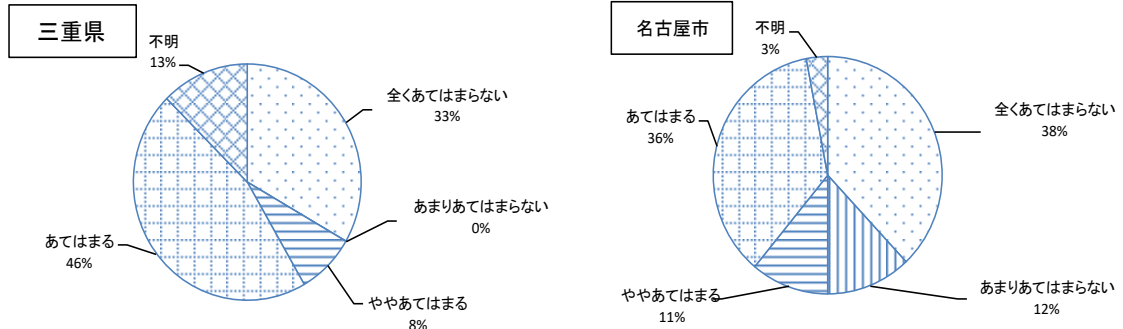 三重県
不明
13%
全くあてはまらない
33%
あまりあてはまらない
0%
ややあてはまる
8%
あてはまる
46%
名古屋市
不明
3%
全くあてはまらない
38%
あまりあてはまらない
12%
ややあてはまる
11%
あてはまる
36%